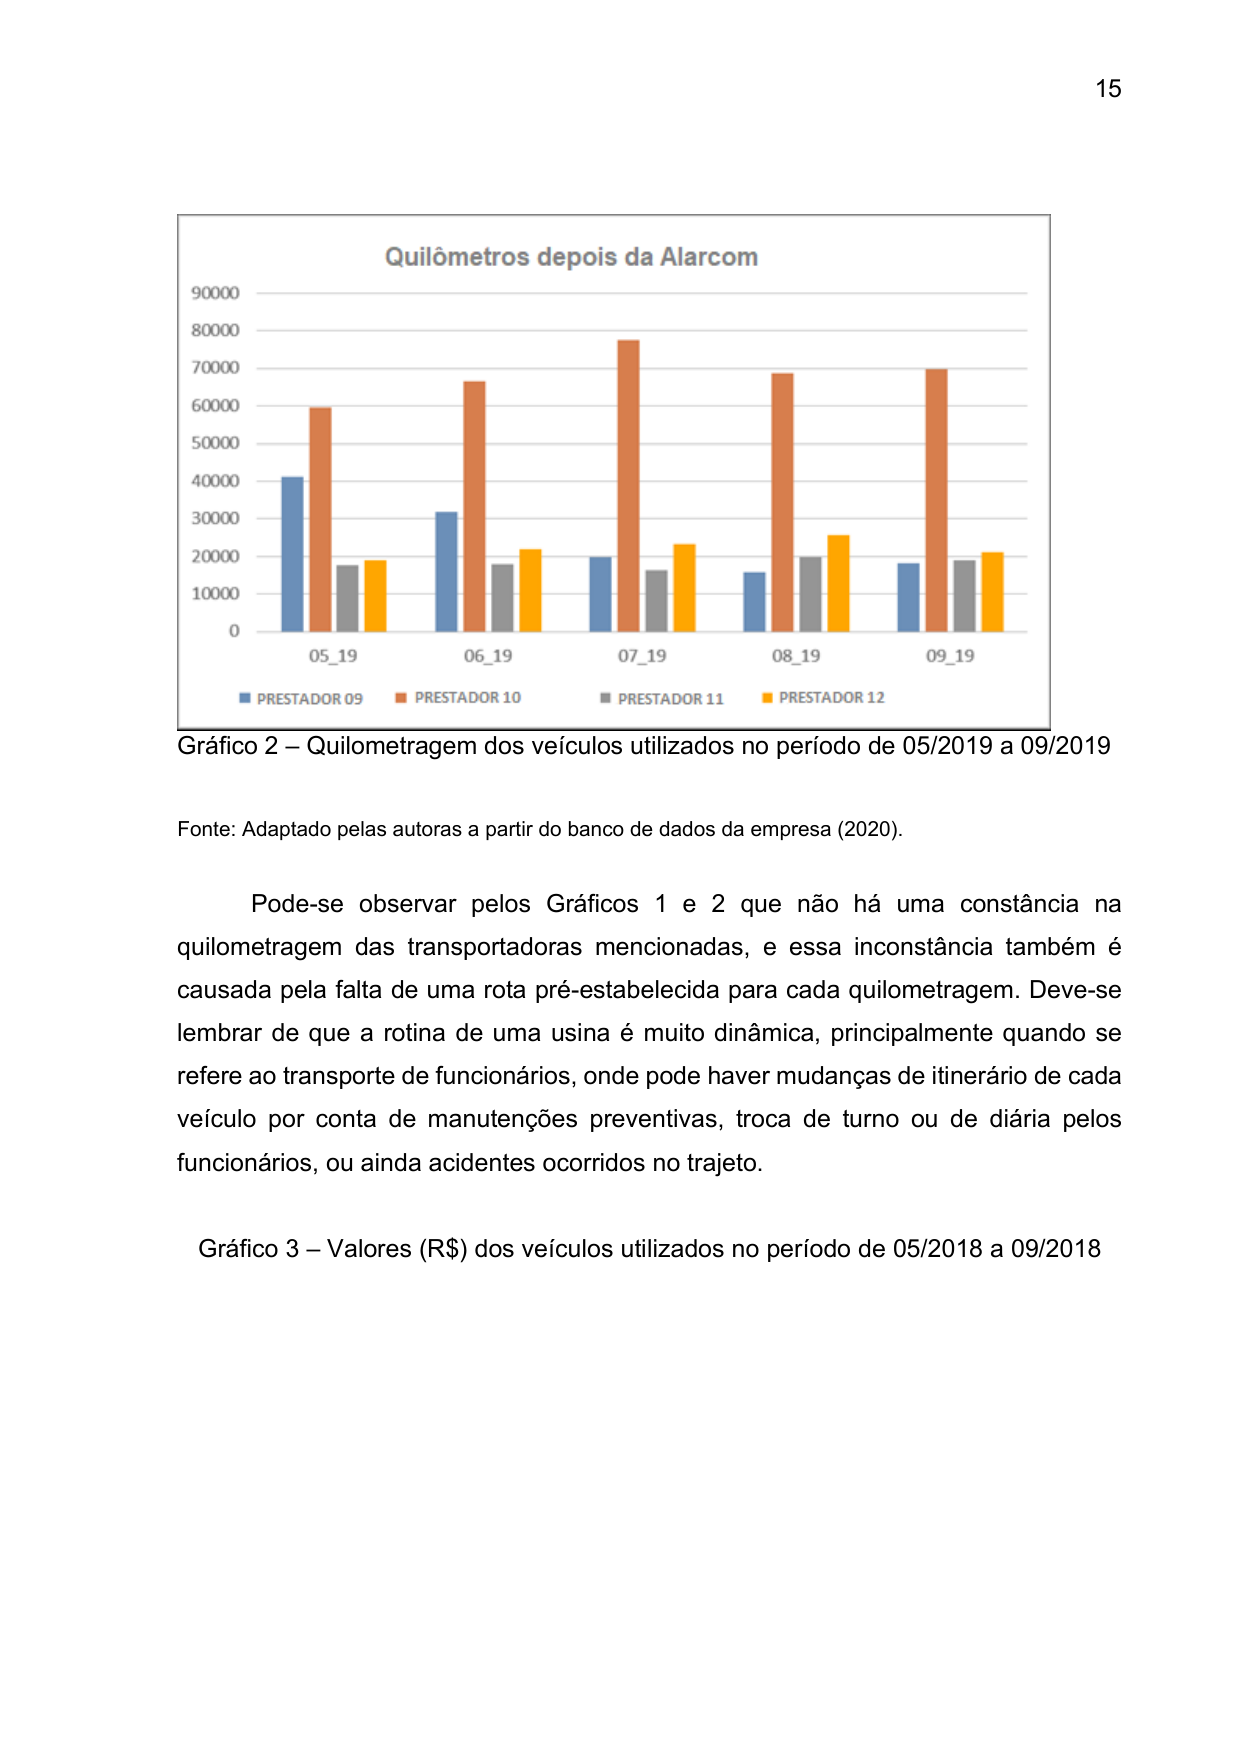 15
Quilômetros depois da Alarcom
90000
80000
70000
60000
50000
40000
30000
20000
10000
0
05_19 06_19 07_19 08_19 09_19
PRESTADOR 09 PRESTADOR 10 PRESTADOR 11 PRESTADOR 12
Gráfico 2 – Quilometragem dos veículos utilizados no período de 05/2019 a 09/2019
Fonte: Adaptado pelas autoras a partir do banco de dados da empresa (2020).
Pode-se observar pelos Gráficos 1 e 2 que não há uma constância na
quilometragem das transportadoras mencionadas, e essa inconstância também é
causada pela falta de uma rota pré-estabelecida para cada quilometragem. Deve-se
lembrar de que a rotina de uma usina é muito dinâmica, principalmente quando se
refere ao transporte de funcionários, onde pode haver mudanças de itinerário de cada
veículo por conta de manutenções preventivas, troca de turno ou de diária pelos
funcionários, ou ainda acidentes ocorridos no trajeto.
Gráfico 3 – Valores (R$) dos veículos utilizados no período de 05/2018 a 09/2018